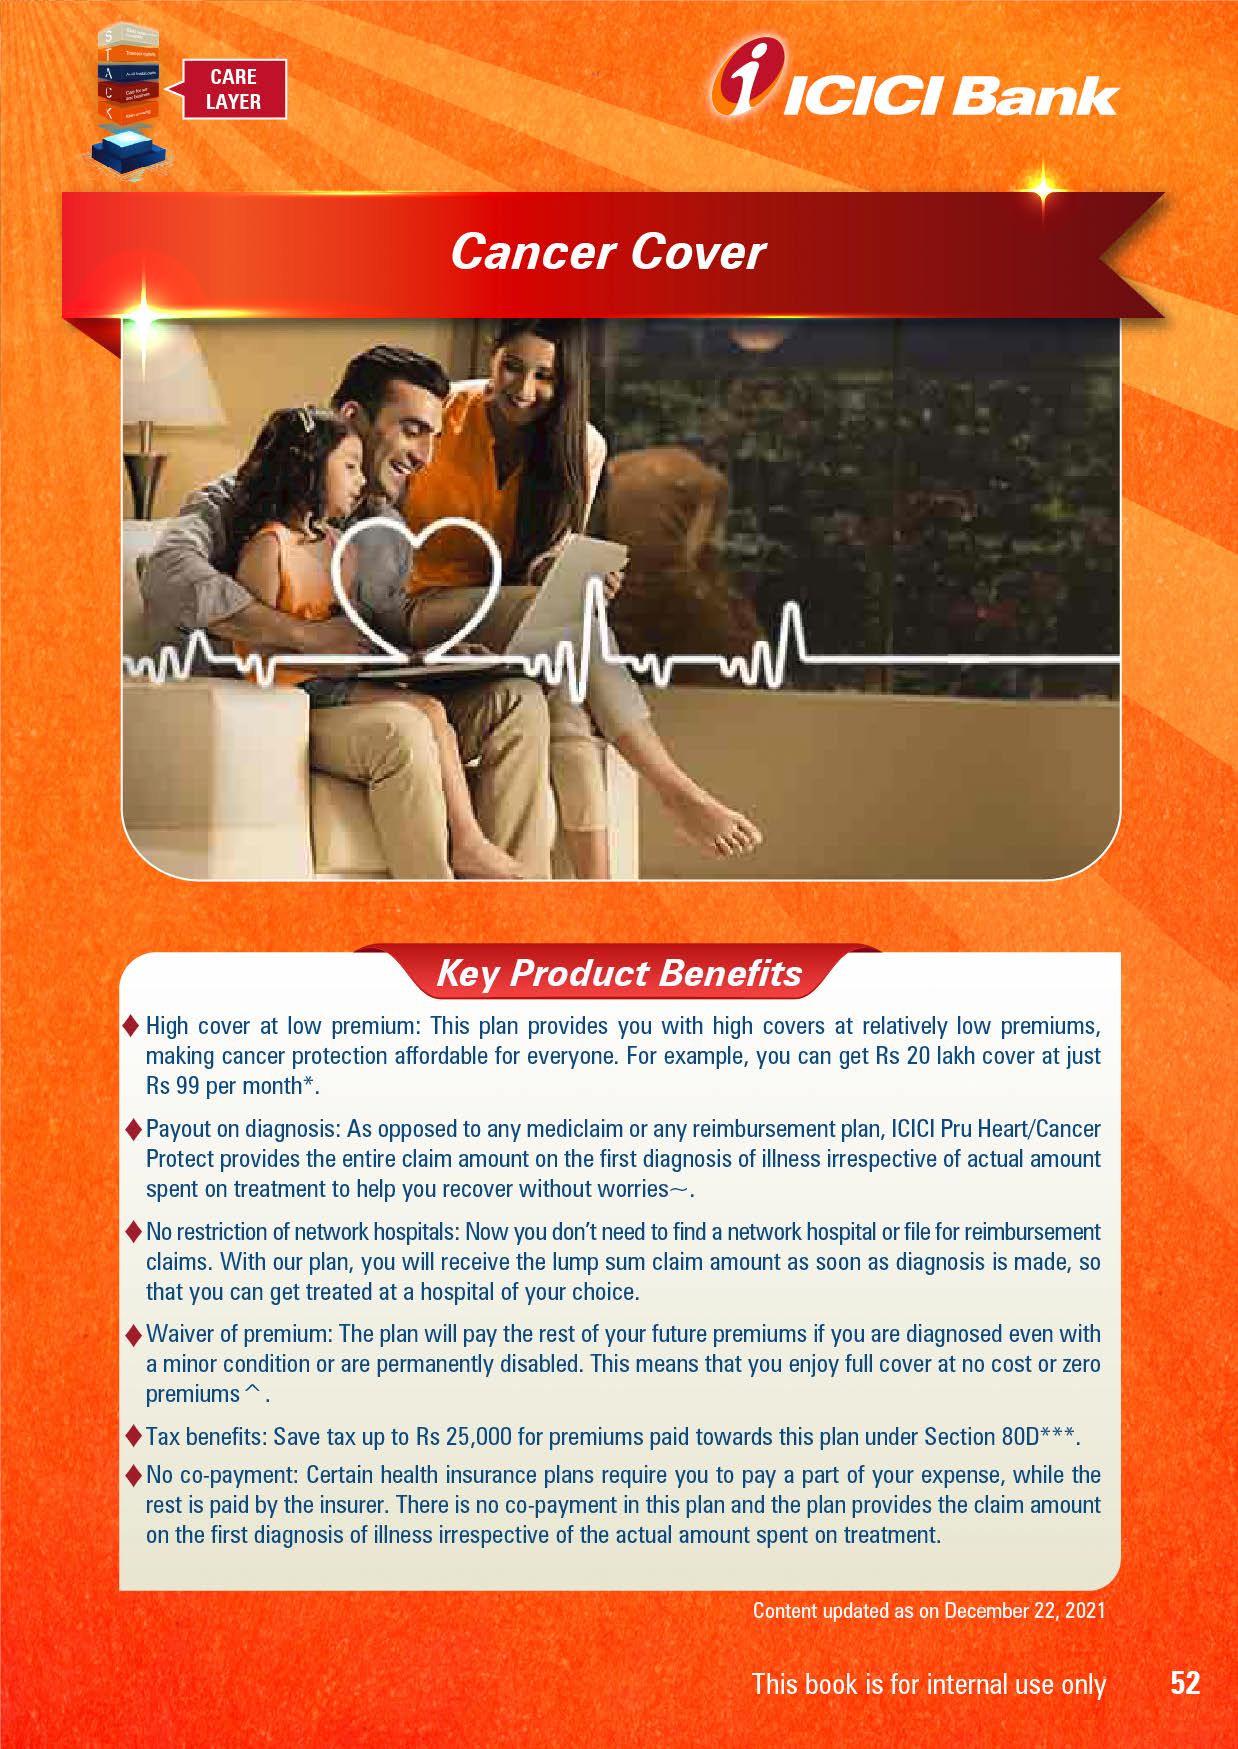 S
T
A
C
K
CARE
LAYER
i ICICI Bank
Cancer Cover
Key Product Benefits
High cover at low premium: This plan provides you with high covers at relatively low premiums,
making cancer protection affordable for everyone. For example, you can get Rs 20 lakh cover at just
Rs 99 per month*.
Payout on diagnosis: As opposed to any mediclaim or any reimbursement plan, ICICI Pru Heart/Cancer
Protect provides the entire claim amount on the first diagnosis of illness irrespective of actual amount
spent on treatment to help you recover without worries~.
No restriction of network hospitals: Now you don’t need to find a network hospital or file for reimbursement
claims. With our plan, you will receive the lump sum claim amount as soon as diagnosis is made, so
that you can get treated at a hospital of your choice.
Waiver of premium: The plan will pay the rest of your future premiums if you are diagnosed even with
a minor condition or are permanently disabled. This means that you enjoy full cover at no cost or zero
premiums^.
Tax benefits: Save tax up to Rs 25,000 for premiums paid towards this plan under Section 80D***.
No co-payment: Certain health insurance plans require you to pay a part of your expense, while the
rest is paid by the insurer. There is no co-payment in this plan and the plan provides the claim amount
on the first diagnosis of illness irrespective of the actual amount spent on treatment.
Content updated as on December 22, 2021
This book is for internal use only 52